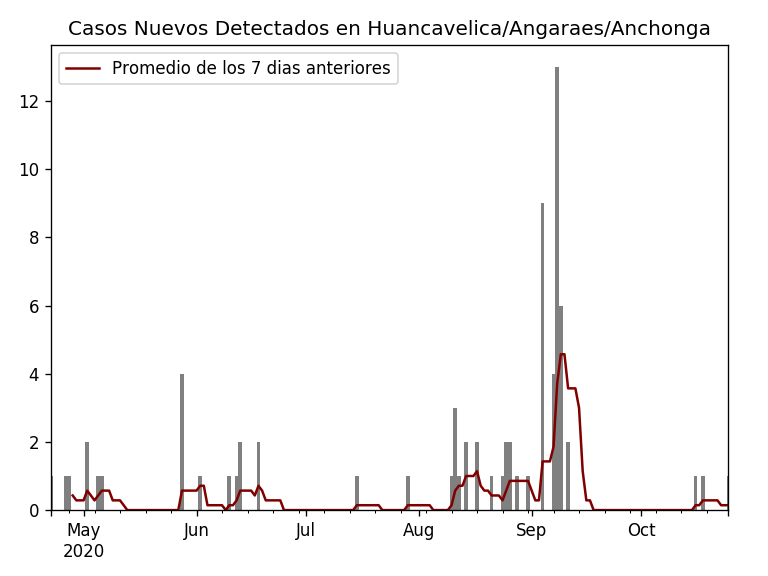 Casos Nuevos Detectados en Huancavelica/Angaraes/Anchonga
Promedio de los 7 dias anteriores
12
10
8
6
4
2
0
May Jun Jul Aug Sep Oct
2020